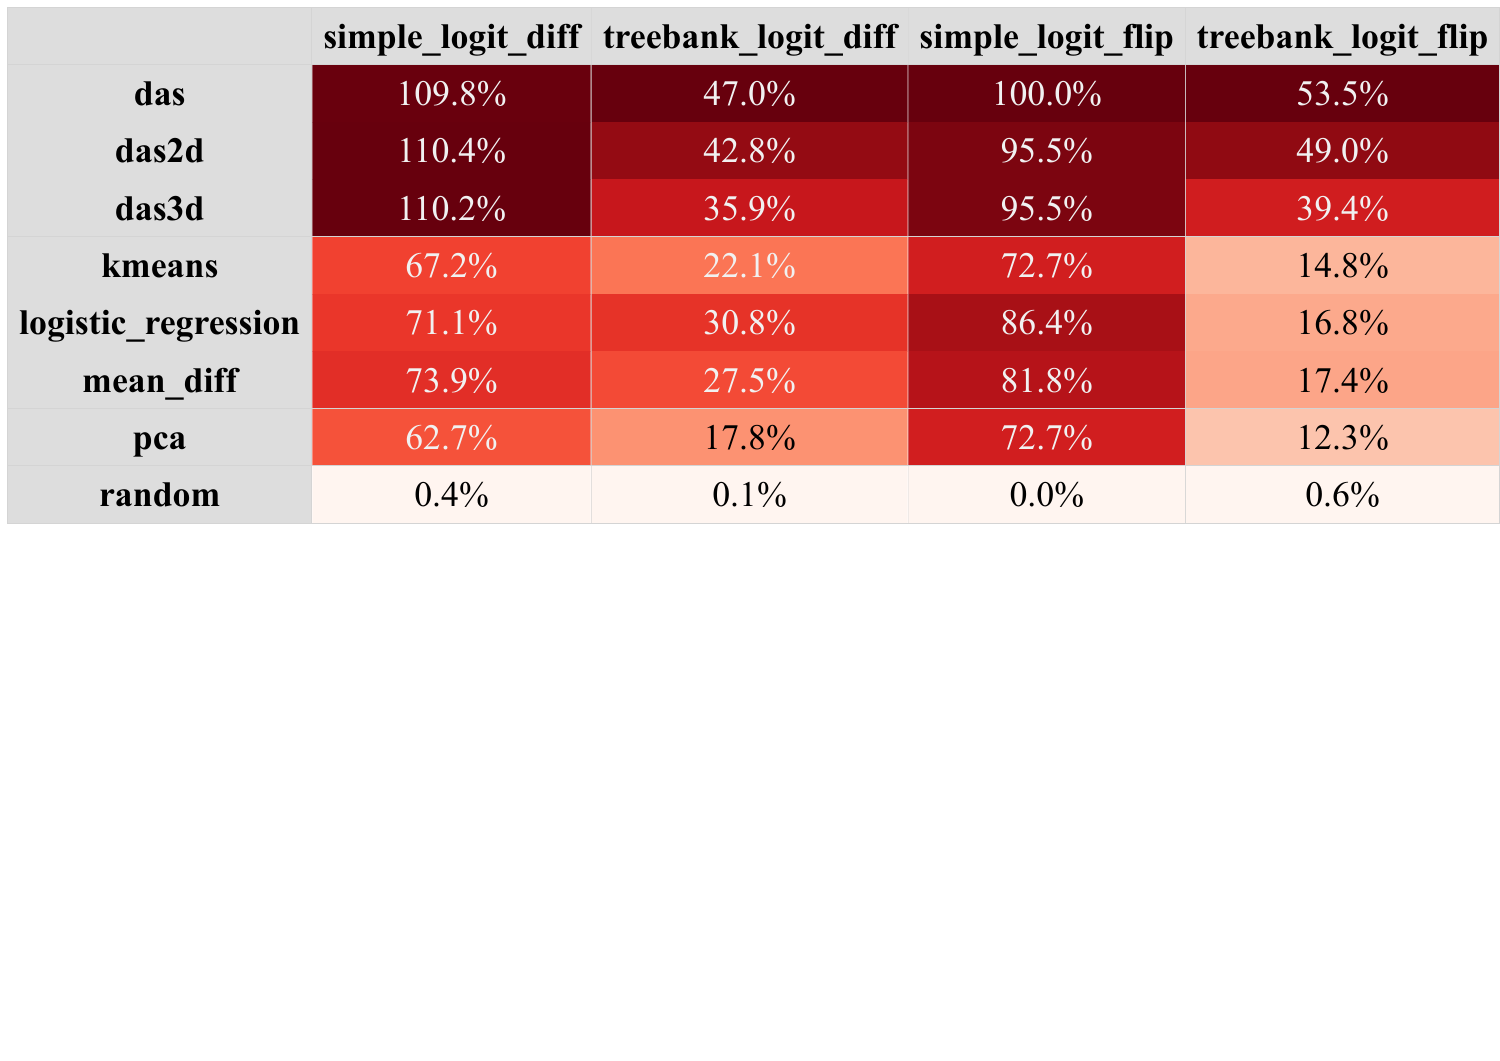 simple_logit_diff treebank_logit_diff simple_logit_flip treebank_logit_flip
das 109.8% 47.0% 100.0% 53.5%
das2d 110.4% 42.8% 95.5% 49.0%
das3d 110.2% 35.9% 95.5% 39.4%
kmeans 67.2% 22.1% 72.7% 14.8%
logistic_regression 71.1% 30.8% 86.4% 16.8%
mean_diff 73.9% 27.5% 81.8% 17.4%
pca 62.7% 17.8% 72.7% 12.3%
random 0.4% 0.1% 0.0% 0.6%